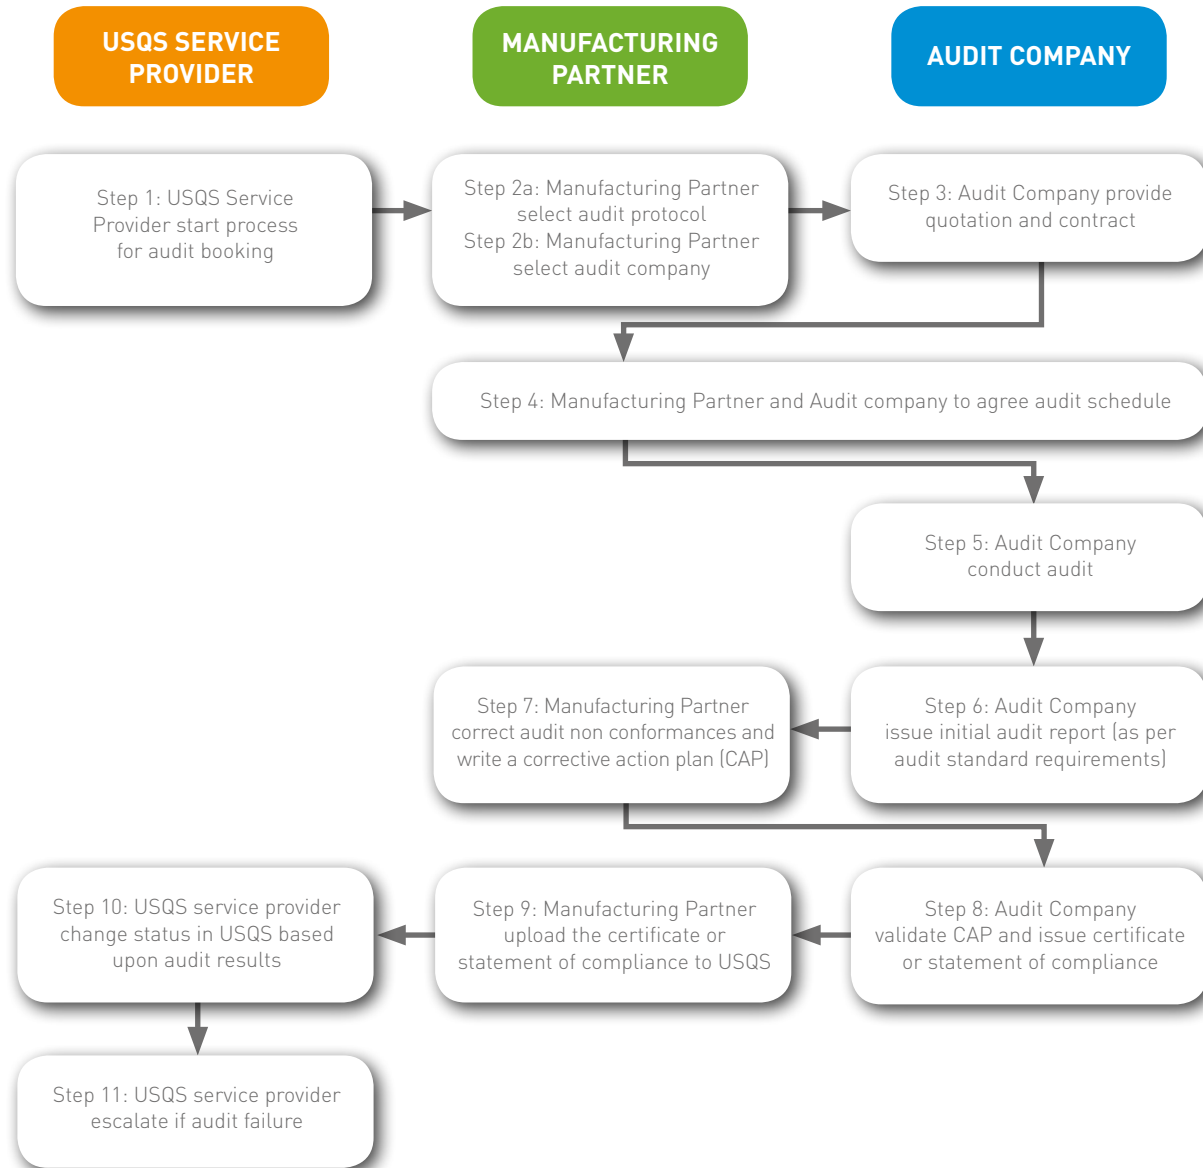 USQS SERVICE
PROVIDER
MANUFACTURING
PARTNER
AUDIT COMPANY
Step 1: USQS Service
Provider start process
for audit booking
Step 2a: Manufacturing Partner
select audit protocol
Step 2b: Manufacturing Partner
select audit company
Step 3: Audit Company provide
quotation and contract
Step 4: Manufacturing Partner and Audit company to agree audit schedule
Step 5: Audit Company
conduct audit
Step 6: Audit Company
issue initial audit report (as per
audit standard requirements)
Step 7: Manufacturing Partner
correct audit non conformances and
write a corrective action plan (CAP)
Step 8: Audit Company
validate CAP and issue certificate
or statement of compliance
Step 9: Manufacturing Partner
upload the certificate or
statement of compliance to USQS
Step 10: USQS service provider
change status in USQS based
upon audit results
Step 11: USQS service provider
escalate if audit failure